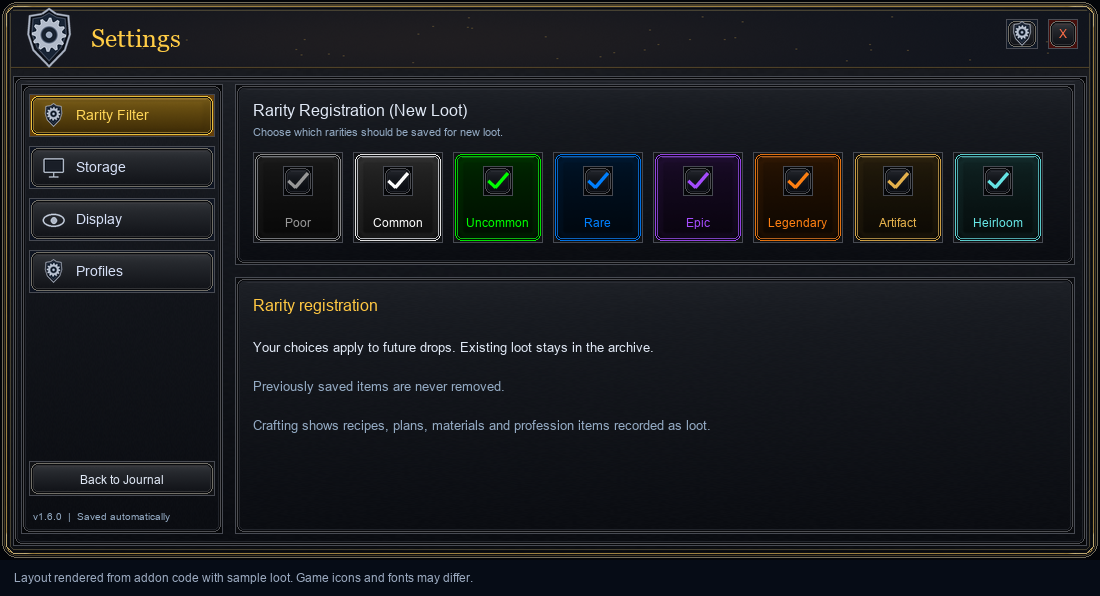 Settings
X
Rarity Filter
Storage
Display
Profiles
Back to Journal
v1.6.0 | Saved automatically
Rarity Registration (New Loot)
Choose which rarities should be saved for new loot.
Poor
Common
Uncommon
Rare
Epic
Legendary
Artifact
Heirloom
Rarity registration
Your choices apply to future drops. Existing loot stays in the archive.
Previously saved items are never removed.
Crafting shows recipes, plans, materials and profession items recorded as loot.
Layout rendered from addon code with sample loot. Game icons and fonts may differ.